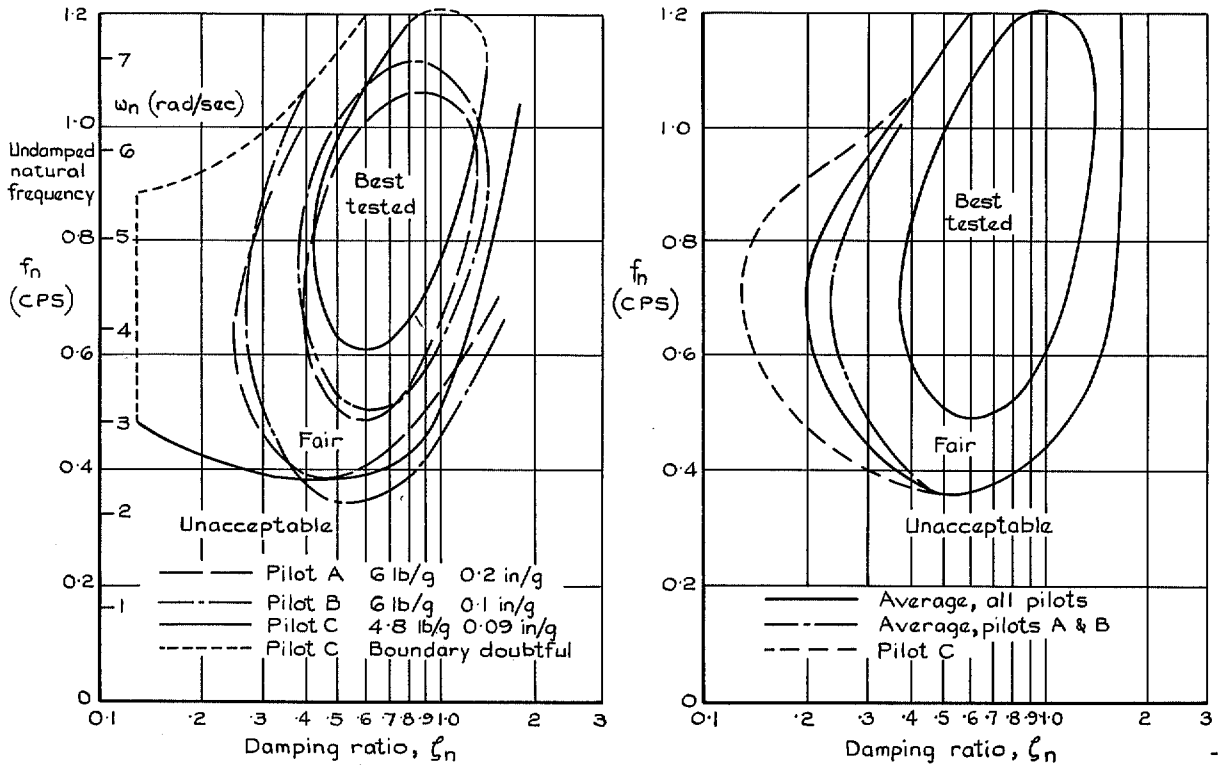 1·2
7
ωn (rad/sec)
1·0
Undamped
natural
frequency
6
Best
tested
0·8
5
fn
(CPS)
4
0·6
3
Fair
0·4
2
Unacceptable
0·2
1
Pilot A 6 lb/g 0·2 in/g
Pilot B 6 lb/g 0·1 in/g
Pilot C 4·8 lb/g 0·09 in/g
Pilot C Boundary doubtful
0
0·1 ·2 ·3 ·4 ·5 ·6 ·7 ·8 ·9 1·0 2 3
Damping ratio, ζn
1·2
1·0
Best
tested
0·8
fn
(CPS)
0·6
Fair
0·4
Unacceptable
0·2
Average, all pilots
Average, pilots A & B
Pilot C
0
0·1 ·2 ·3 ·4 ·5 ·6 ·7 ·8 ·9 1·0 2 3
Damping ratio, ζn